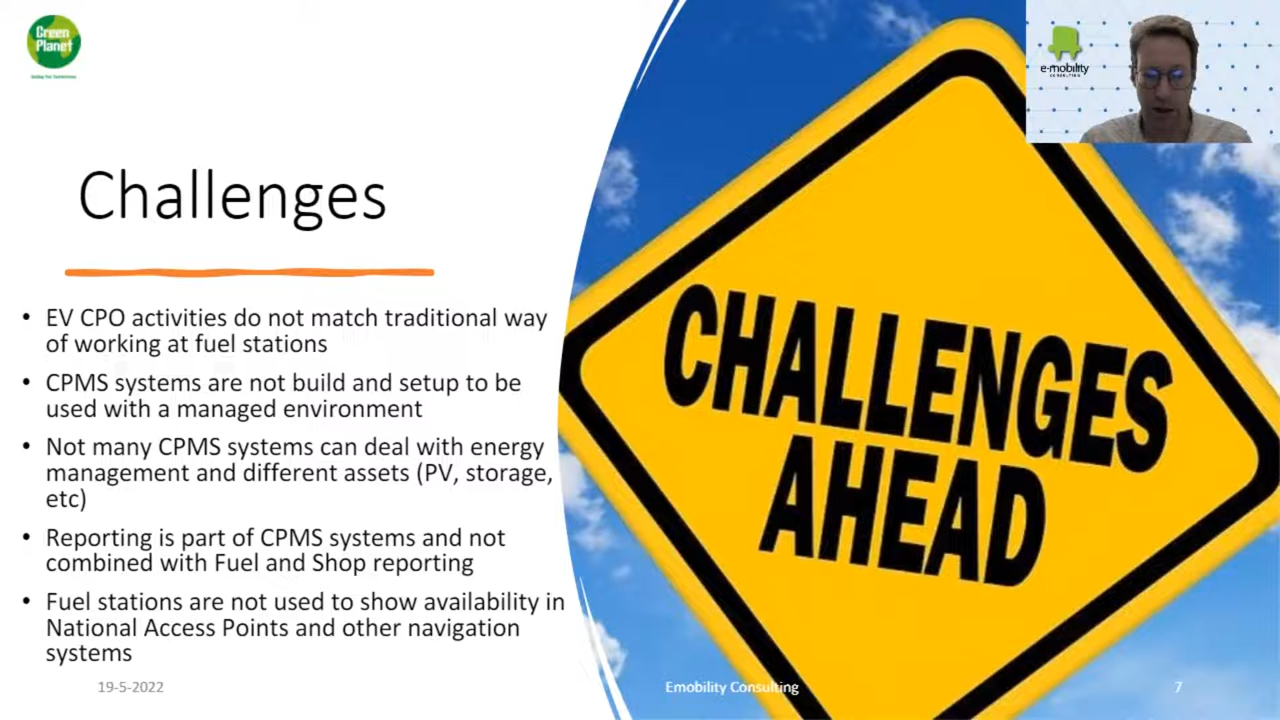 Green
Planet
e-mobility
CONSULTING
Challenges
• EV CPO activities do not match traditional way
of working at fuel stations
• CPMS systems are not build and setup to be
used with a managed environment
• Not many CPMS systems can deal with energy
management and different assets (PV, storage,
etc)
• Reporting is part of CPMS systems and not
combined with Fuel and Shop reporting
• Fuel stations are not used to show availability in
National Access Points and other navigation
systems
CHALLENGES
AHEAD
19-5-2022
Emobility Consulting
7